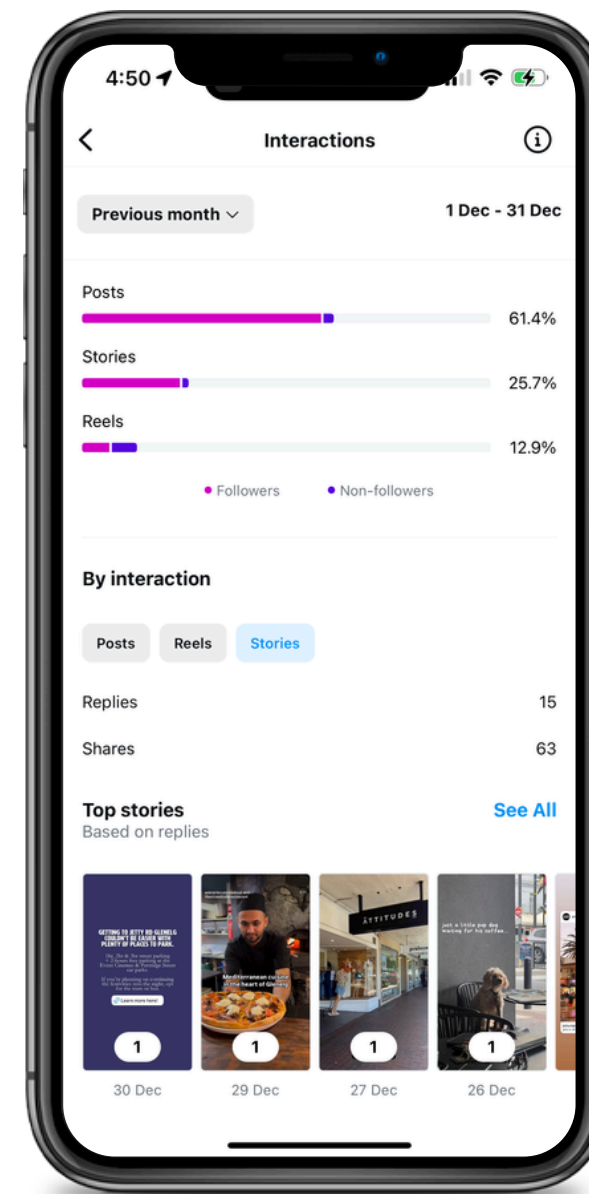 4:50
Interactions
Previous month
1 Dec - 31 Dec
Posts
61.4%
Stories
25.7%
Reels
12.9%
Followers
Non-followers
By interaction
Posts Reels Stories
Replies 15
Shares 63
Top stories
See All
Based on replies
GETTING TO JETTY RD GLENELG
COULDN'T BE EASIER WITH
PLENTY OF PLACES TO PARK.
Learn more here!
1
30 Dec
Mediterranean cuisine
in the heart of Glenelg
1
29 Dec
ATTITUDES
1
27 Dec
just a little pup dog
waiting for his coffee...
1
26 Dec